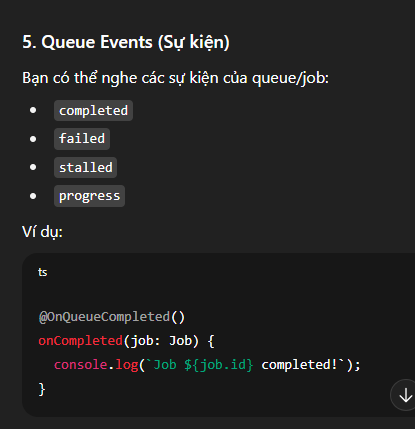 5. Queue Events (Sự kiện)
Bạn có thể nghe các sự kiện của queue/job:
completed
failed
stalled
progress
Ví dụ:
ts
@OnQueueCompleted()
onCompleted(job: Job) {
  console.log(`Job ${job.id} completed!`);
}